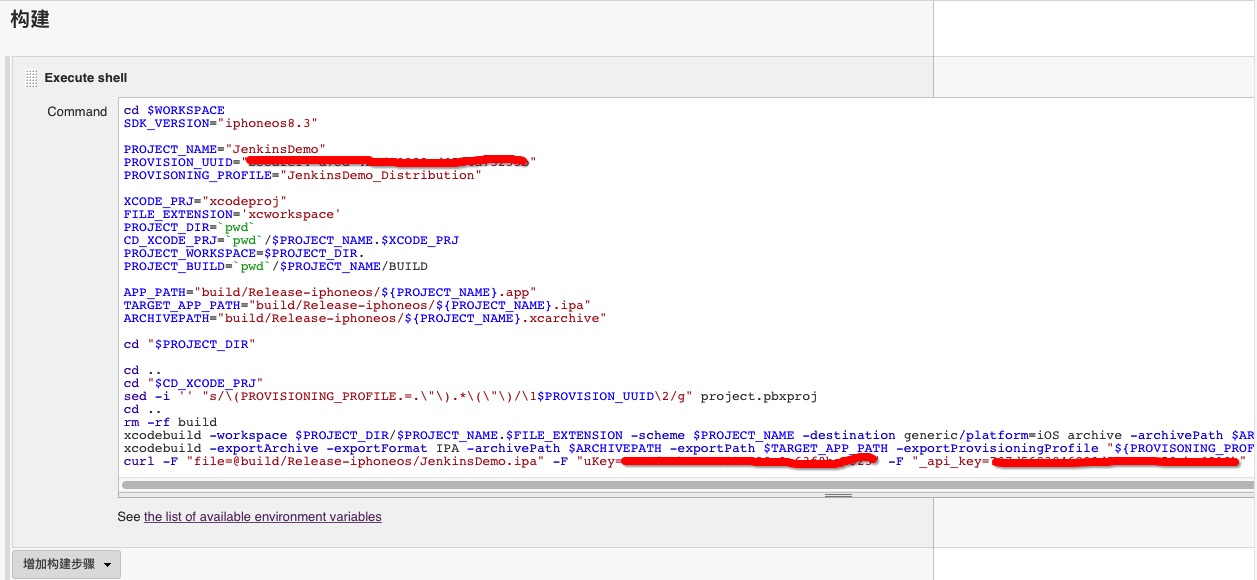 构建
Execute shell
Command
cd $WORKSPACE
SDK_VERSION="iphoneos8.3"
PROJECT_NAME="JenkinsDemo"
PROVISION_UUID=" "
PROVISONING_PROFILE="JenkinsDemo_Distribution"
XCODE_PRJ="xcodeproj"
FILE_EXTENSION='xcworkspace'
PROJECT_DIR=`pwd`
CD_XCODE_PRJ=`pwd`/$PROJECT_NAME.$XCODE_PRJ
PROJECT_WORKSPACE=$PROJECT_DIR.
PROJECT_BUILD=`pwd`/$PROJECT_NAME/BUILD
APP_PATH="build/Release-iphoneos/${PROJECT_NAME}.app"
TARGET_APP_PATH="build/Release-iphoneos/${PROJECT_NAME}.ipa"
ARCHIVEPATH="build/Release-iphoneos/${PROJECT_NAME}.xcarchive"
cd "$PROJECT_DIR"
cd ..
cd "$CD_XCODE_PRJ"
sed -i '' "s/\(PROVISIONING_PROFILE.=.\"\).*\(\"\)/\1$PROVISION_UUID\2/g" project.pbxproj
cd ..
rm -rf build
xcodebuild -workspace $PROJECT_DIR/$PROJECT_NAME.$FILE_EXTENSION -scheme $PROJECT_NAME -destination generic/platform=iOS archive -archivePath $AR
xcodebuild -exportArchive -exportFormat IPA -archivePath $ARCHIVEPATH -exportPath $TARGET_APP_PATH -exportProvisioningProfile "${PROVISONING_PROF
curl -F "file=@build/Release-iphoneos/JenkinsDemo.ipa" -F "uKey= " -F "_api_key= "
See the list of available environment variables
增加构建步骤